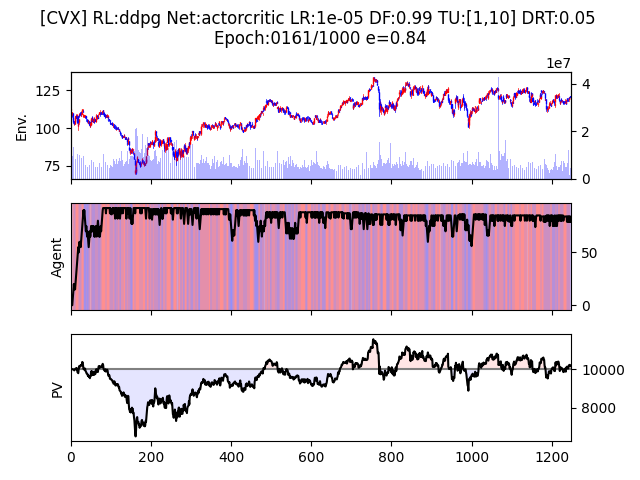 [CVX] RL:ddpg Net:actorcritic LR:1e-05 DF:0.99 TU:[1,10] DRT:0.05
Epoch:0161/1000 e=0.84
1e7
125
100
75
Env.
4
2
0
Agent
50
0
PV
10000
8000
0
200
400
600
800
1000
1200